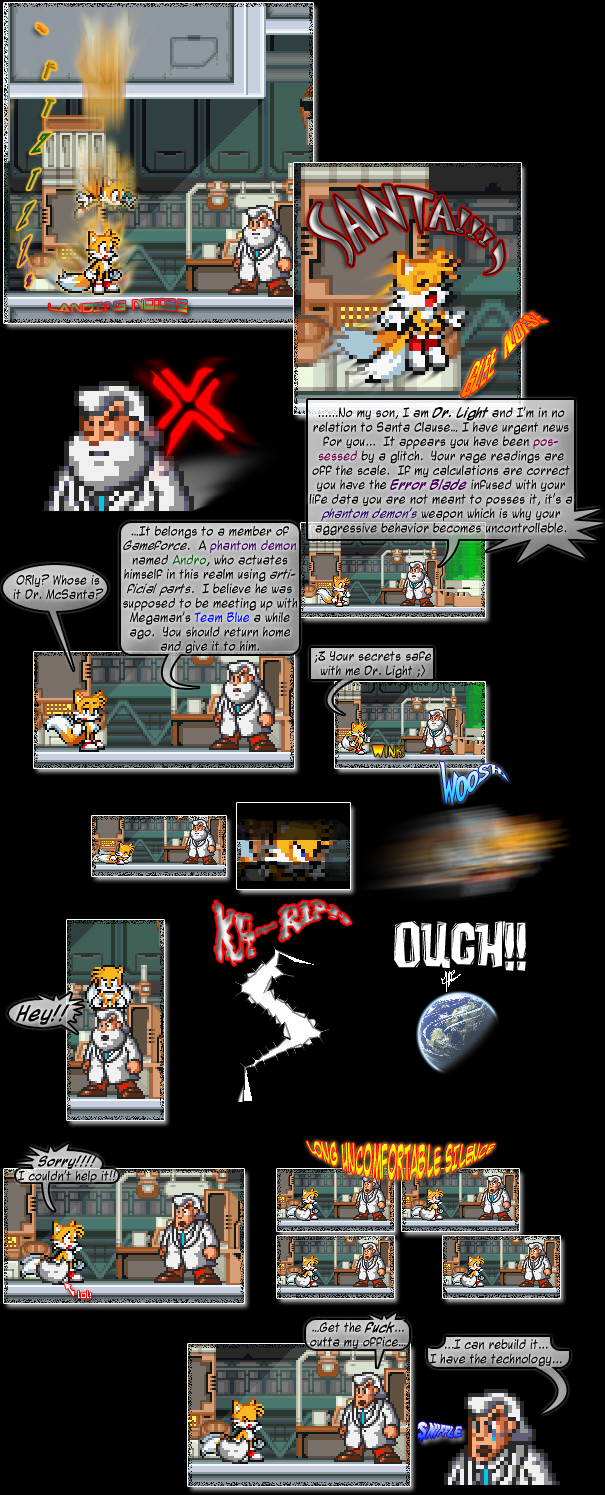 LANDING NOISE
SANTA!!!!!
RISE NOISE
......No my son, I am Dr. Light and I'm in no
relation to Santa Clause... I have urgent news
for you... It appears you have been pos-
sessed by a glitch. Your rage readings are
off the scale. If my calculations are correct
you have the Error Blade infused with your
life data you are not meant to posses it, it's a
phantom demon's weapon which is why your
aggressive behavior becomes uncontrollable.
ORly? Whose is
it Dr. McSanta?
...It belongs to a member of
GameForce. A phantom demon
named Andro, who actuates
himself in this realm using arti-
ficial parts. I believe he was
supposed to be meeting up with
Megaman's Team Blue a while
ago. You should return home
and give it to him.
;3 Your secrets safe
with me Dr. Light ;)
WINK!
WOOSH,
Hey!!
OUCH!!
Sorry!!!!
I couldn't help it!!
lol!
LONG UNCOMFORTABLE SILENCE
...Get the fuck...
outta my office...
...I can rebuild it...
I have the technology...
SNIFFLE